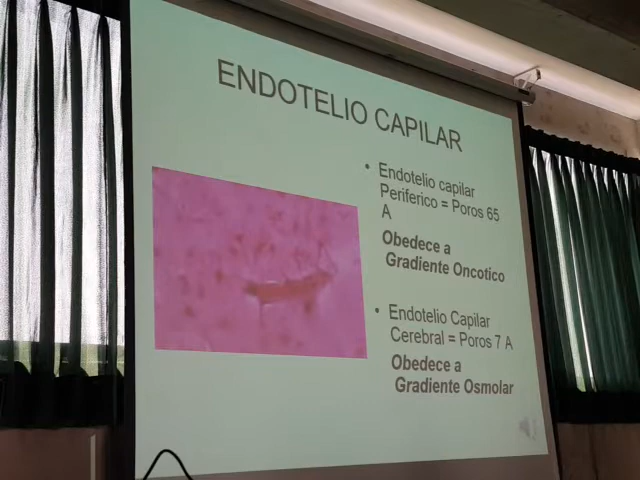 ENDOTELIO CAPILAR
• Endotelio capilar
Periferico = Poros 65
A
Obedece a
Gradiente Oncotico
• Endotelio Capilar
Cerebral = Poros 7 A
Obedece a
Gradiente Osmolar